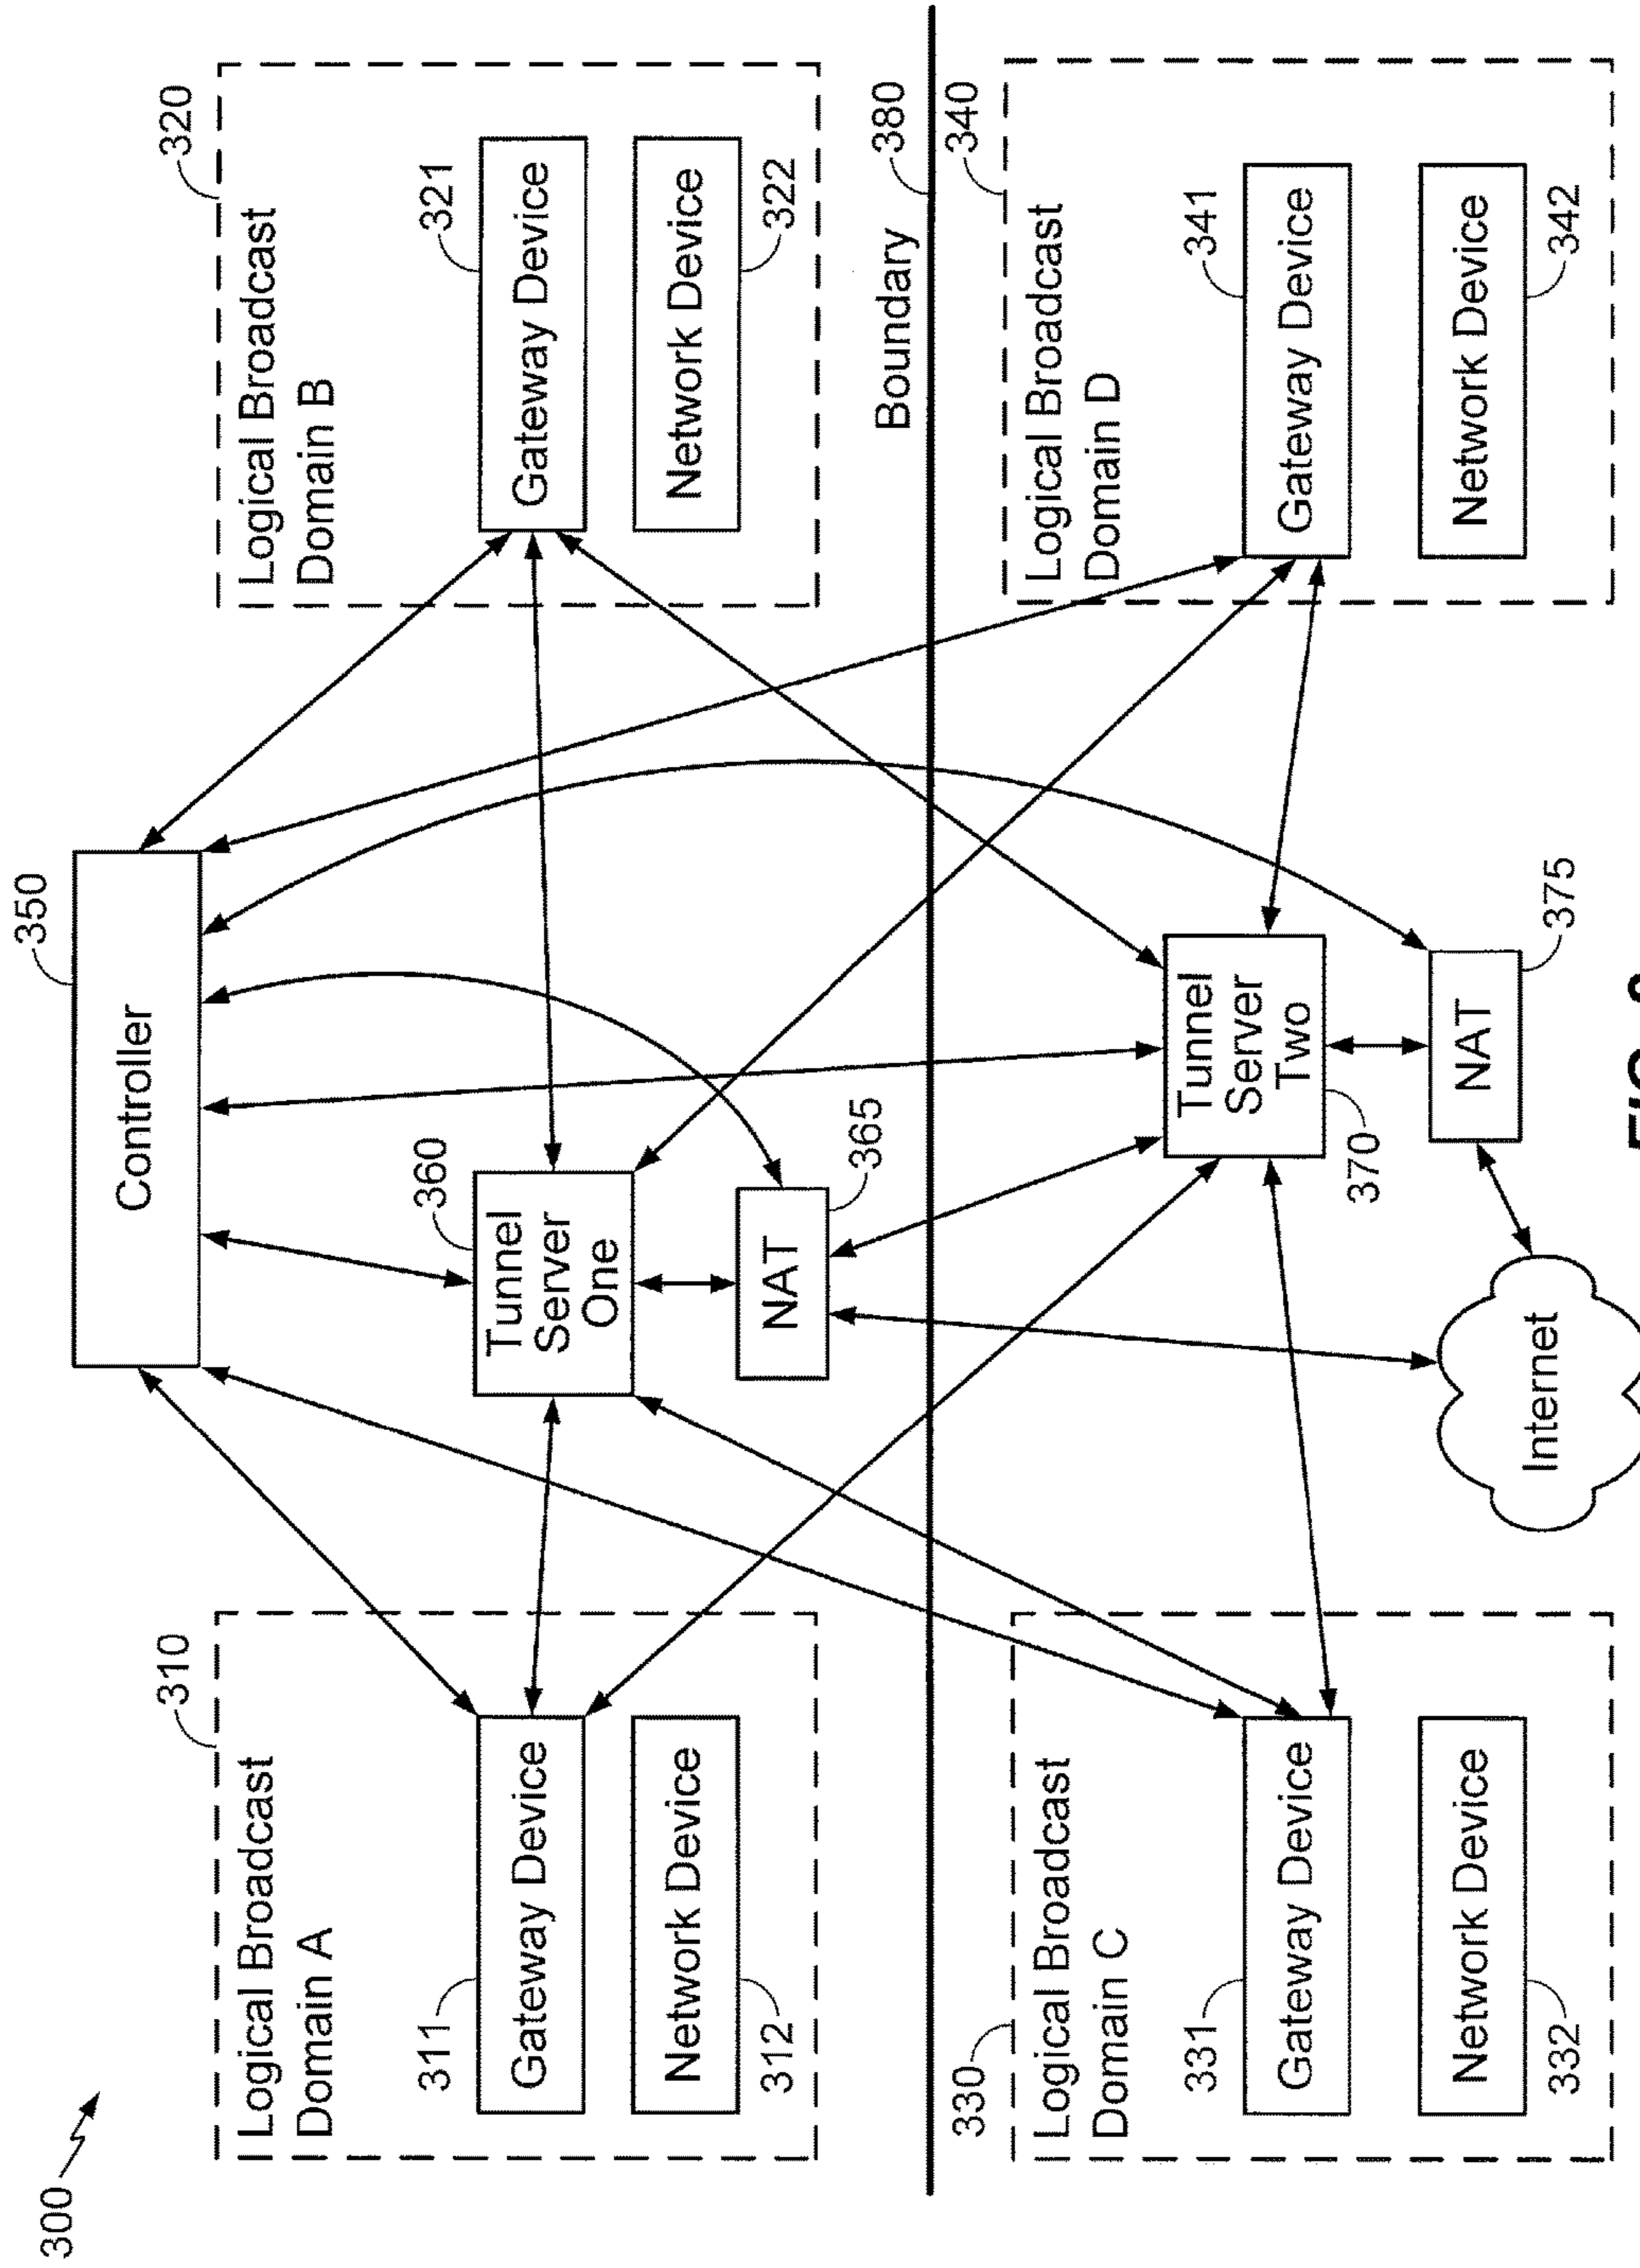 300
350
Controller
310
Logical Broadcast
Domain A
311
Gateway Device
Network Device
312
360
Tunnel
Server
One
NAT
365
320
Logical Broadcast
Domain B
321
Gateway Device
Network Device
322
Boundary
380
330
Logical Broadcast
Domain C
331
Gateway Device
Network Device
332
Tunnel
Server
Two
370
NAT
375
Internet
340
Logical Broadcast
Domain D
341
Gateway Device
Network Device
342